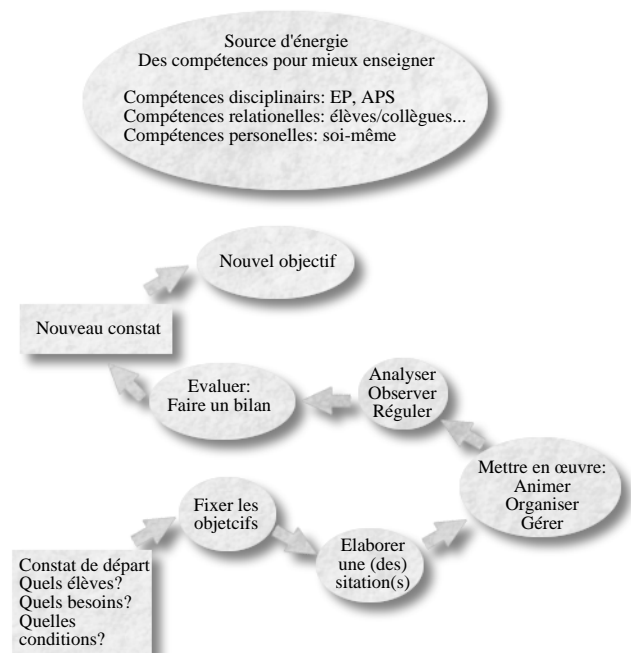 Source d'énergie
Des compétences pour mieux enseigner
Compétences disciplinairs: EP, APS
Compétences relationelles: élèves/collègues...
Compétences personelles: soi-même
Nouvel objectif
Nouveau constat
Evaluer:
Faire un bilan
Analyser
Observer
Réguler
Mettre en œuvre:
Animer
Organiser
Gérer
Fixer les
objetcifs
Elaborer
une (des)
sitation(s)
Constat de départ
Quels élèves?
Quels besoins?
Quelles
conditions?